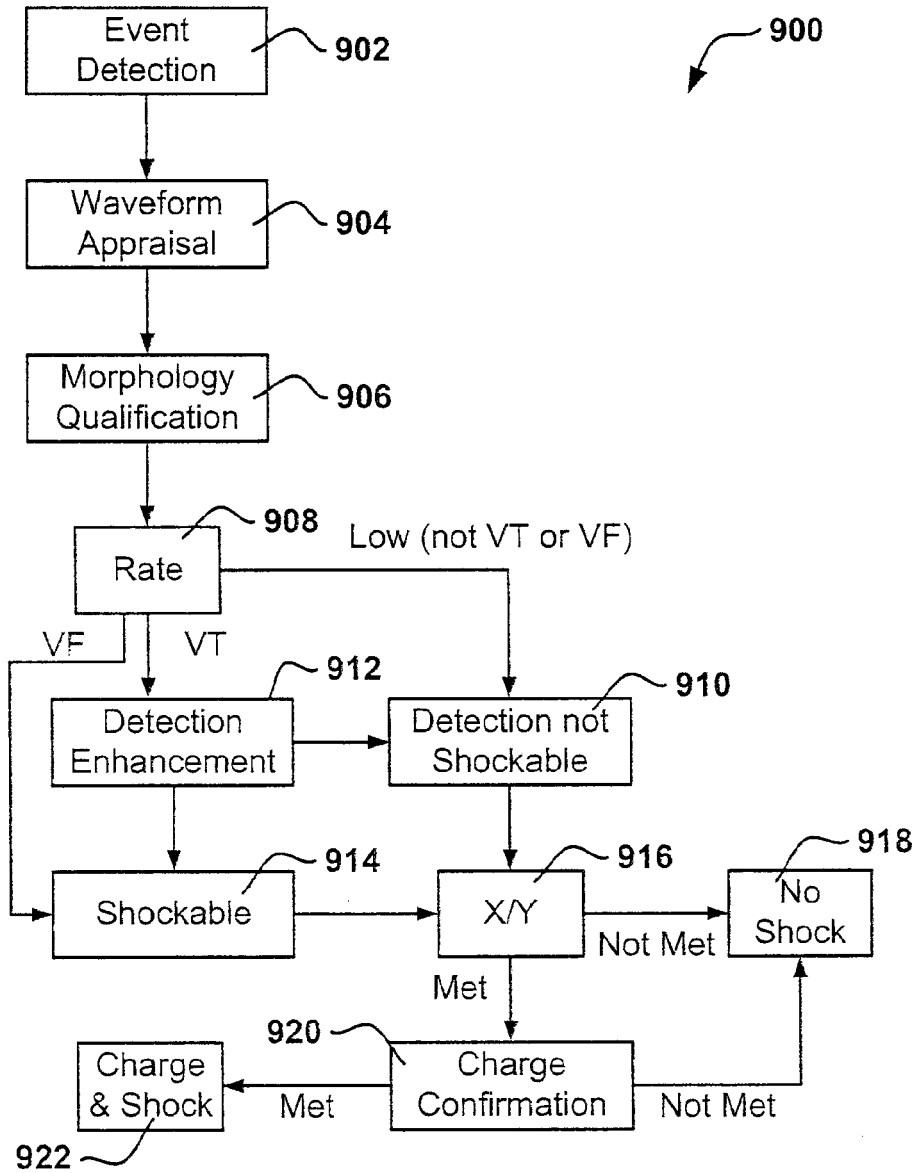 Event
Detection
902
900
Waveform
Appraisal
904
Morphology
Qualification
906
908
Rate
Low (not VT or VF)
VF
VT
912
910
Detection
Enhancement
Detection not
Shockable
914
916
918
Shockable
X/Y
No
Shock
Not Met
Met
920
Charge
& Shock
Met
Charge
Confirmation
Not Met
922